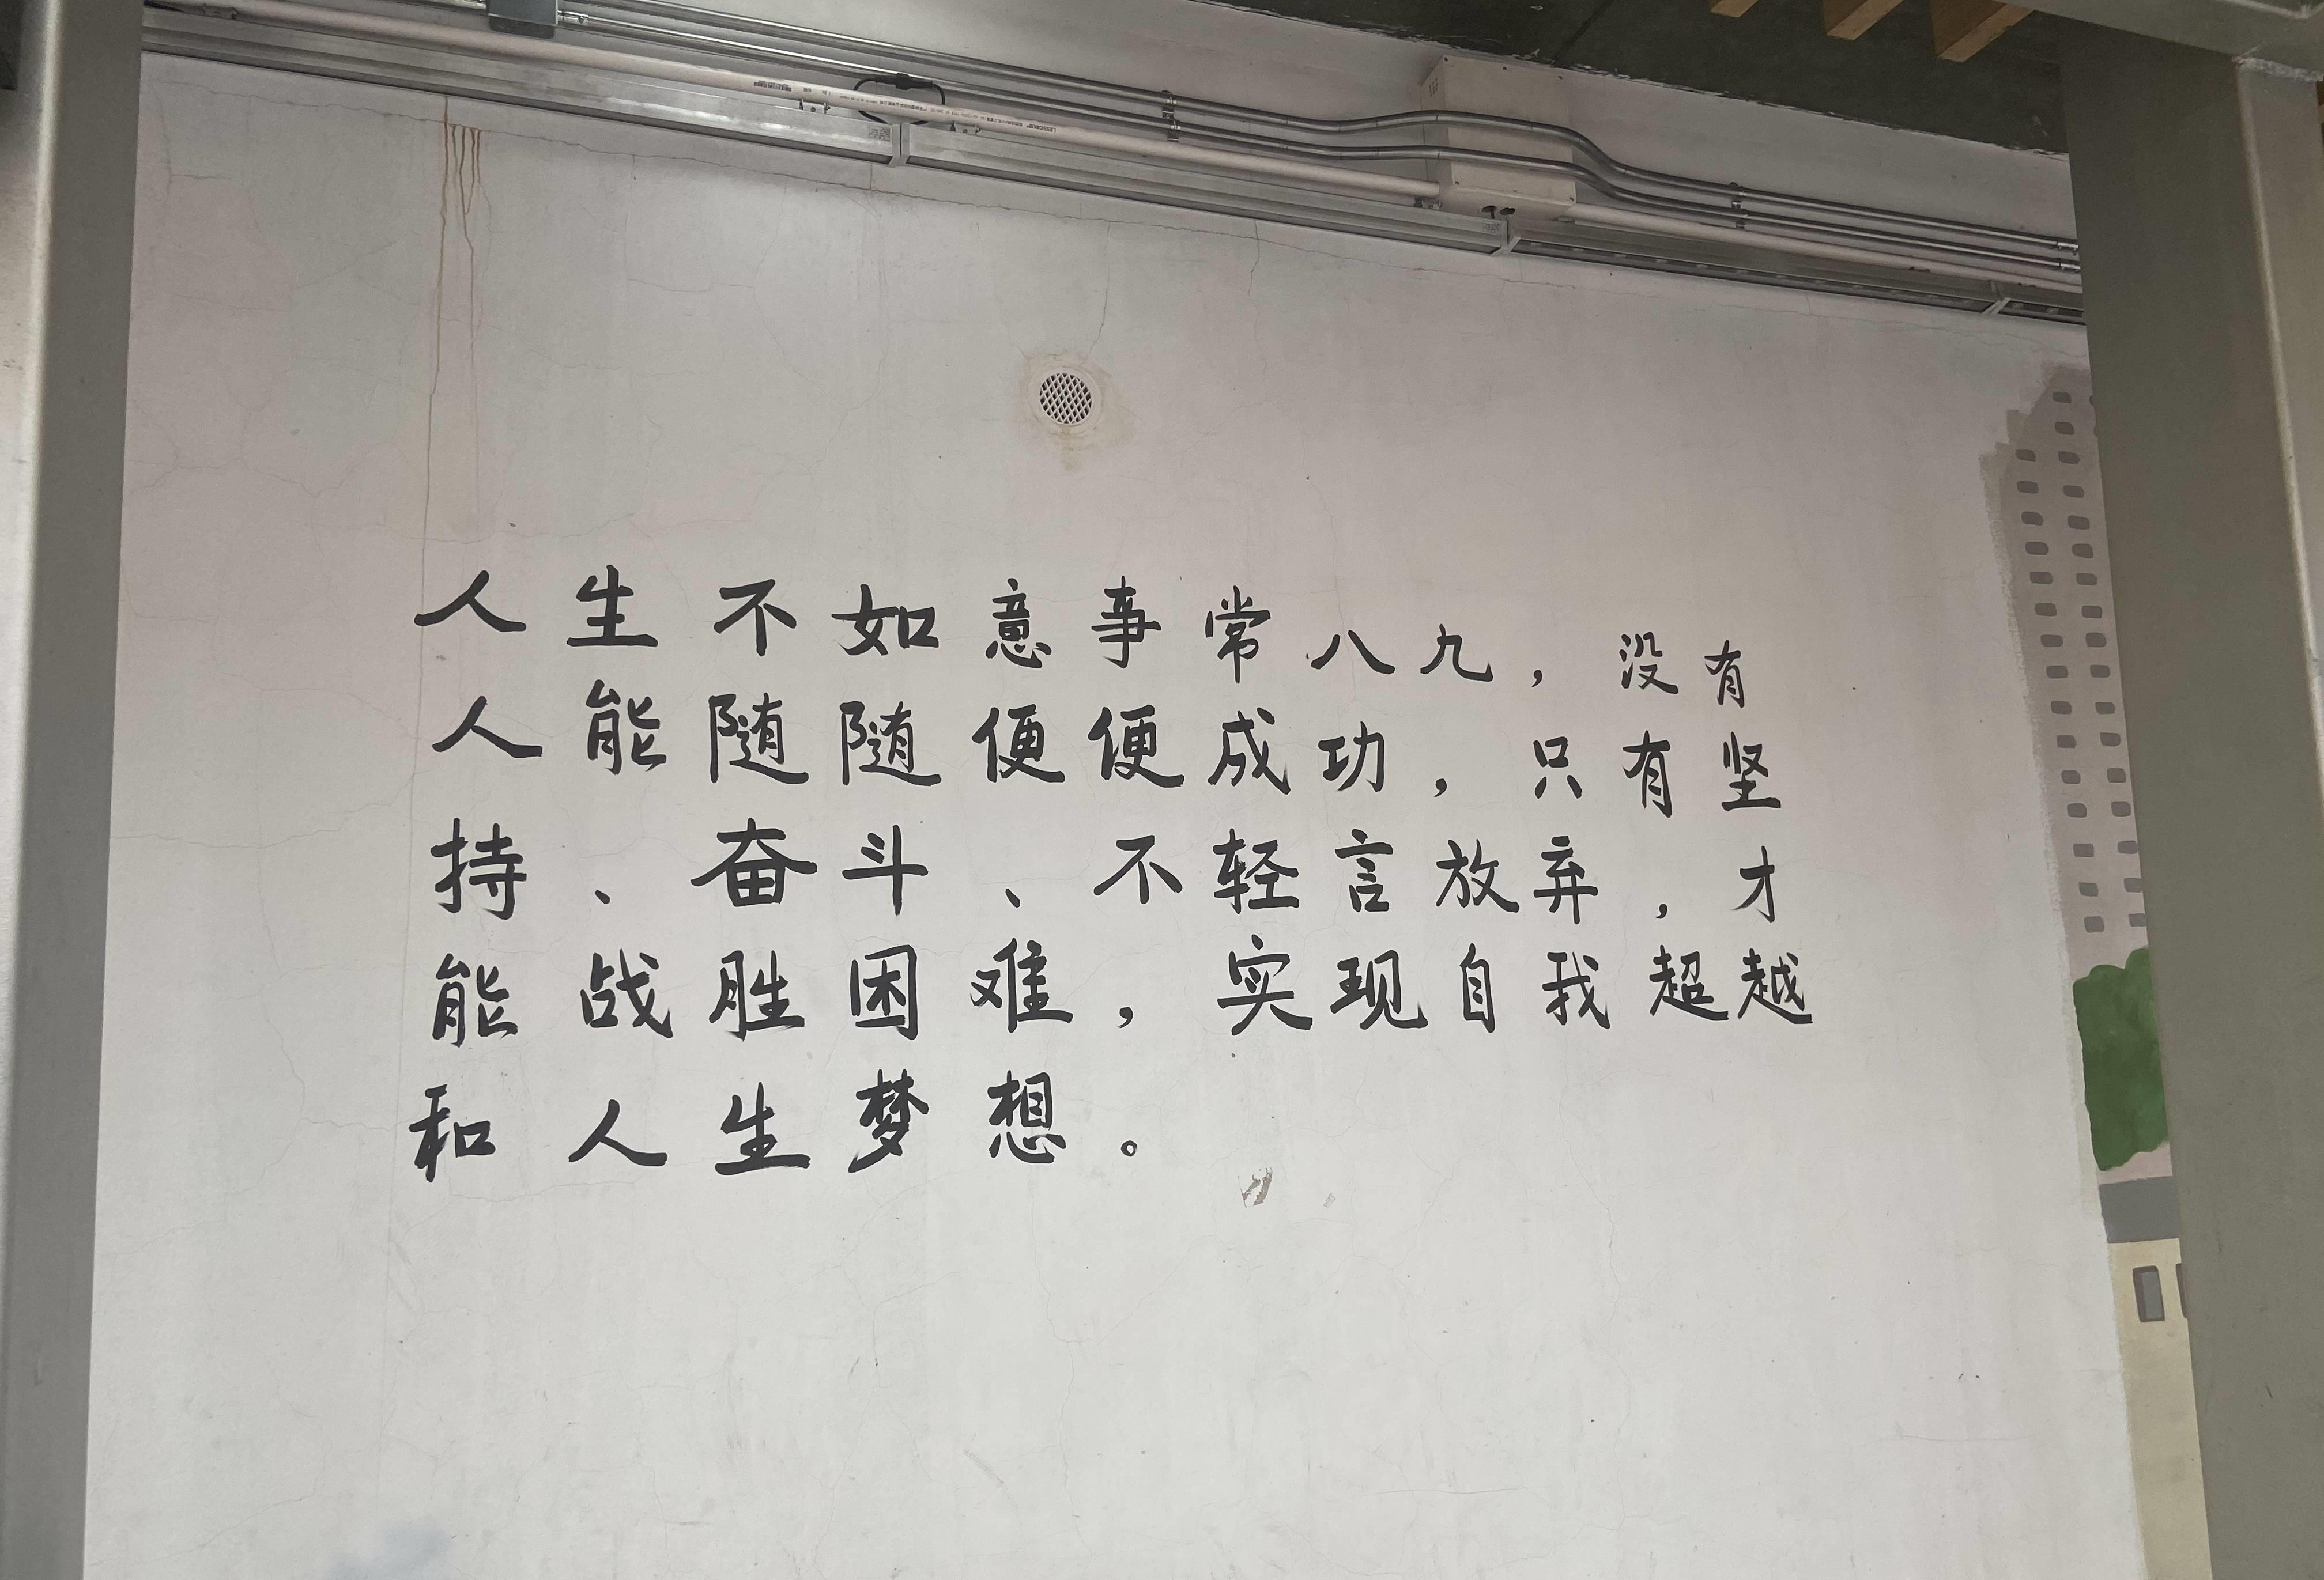 人生不如意事常八九，没有
人能随随便便成功，只有坚
持、奋斗、不轻言放弃，才
能战胜困难，实现自我超越
和人生梦想。